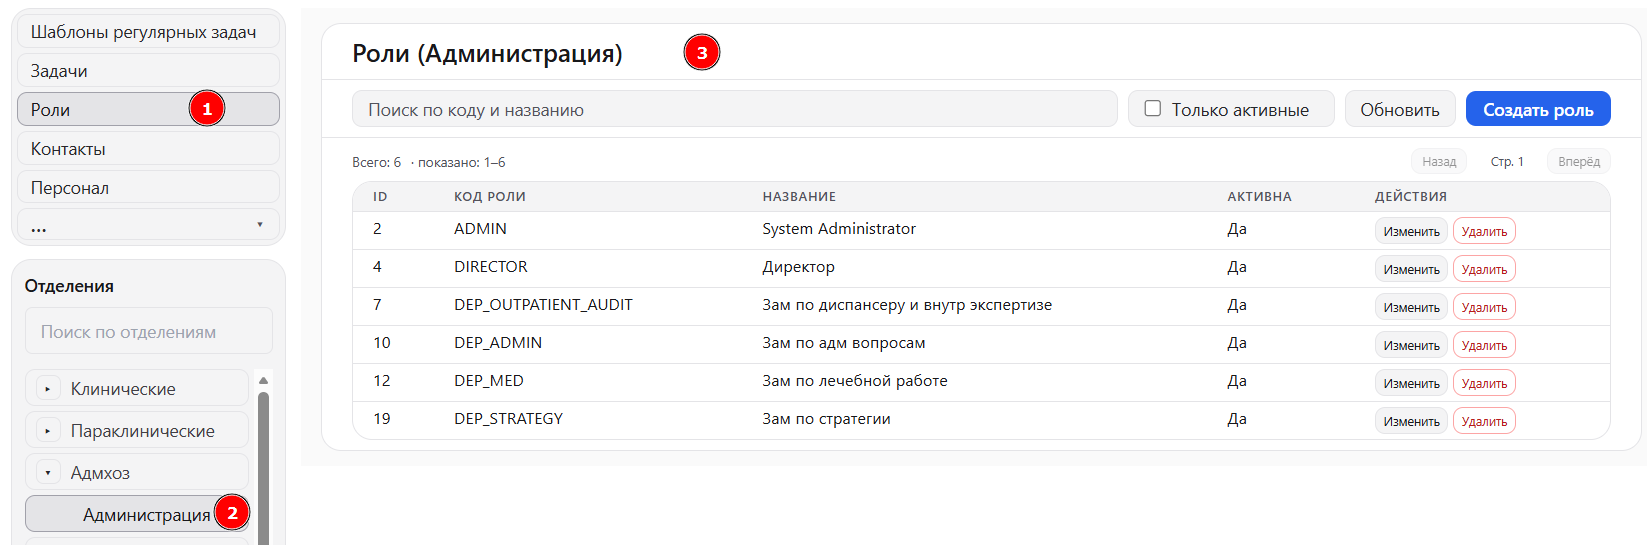 Шаблоны регулярных задач
Задачи
Роли 1
Контакты
Персонал
...
Отделения
Поиск по отделениям
Клинические
Параклинические
Адмхоз
Администрация 2
Роли (Администрация) 3
Поиск по коду и названию Только активные Обновить Создать роль
Всего: 6 · показано: 1–6 Назад Стр. 1 Вперёд
ID КОД РОЛИ НАЗВАНИЕ АКТИВНА ДЕЙСТВИЯ
2 ADMIN System Administrator Да Изменить Удалить
4 DIRECTOR Директор Да Изменить Удалить
7 DEP_OUTPATIENT_AUDIT Зам по диспансеру и внутр экспертизе Да Изменить Удалить
10 DEP_ADMIN Зам по адм вопросам Да Изменить Удалить
12 DEP_MED Зам по лечебной работе Да Изменить Удалить
19 DEP_STRATEGY Зам по стратегии Да Изменить Удалить